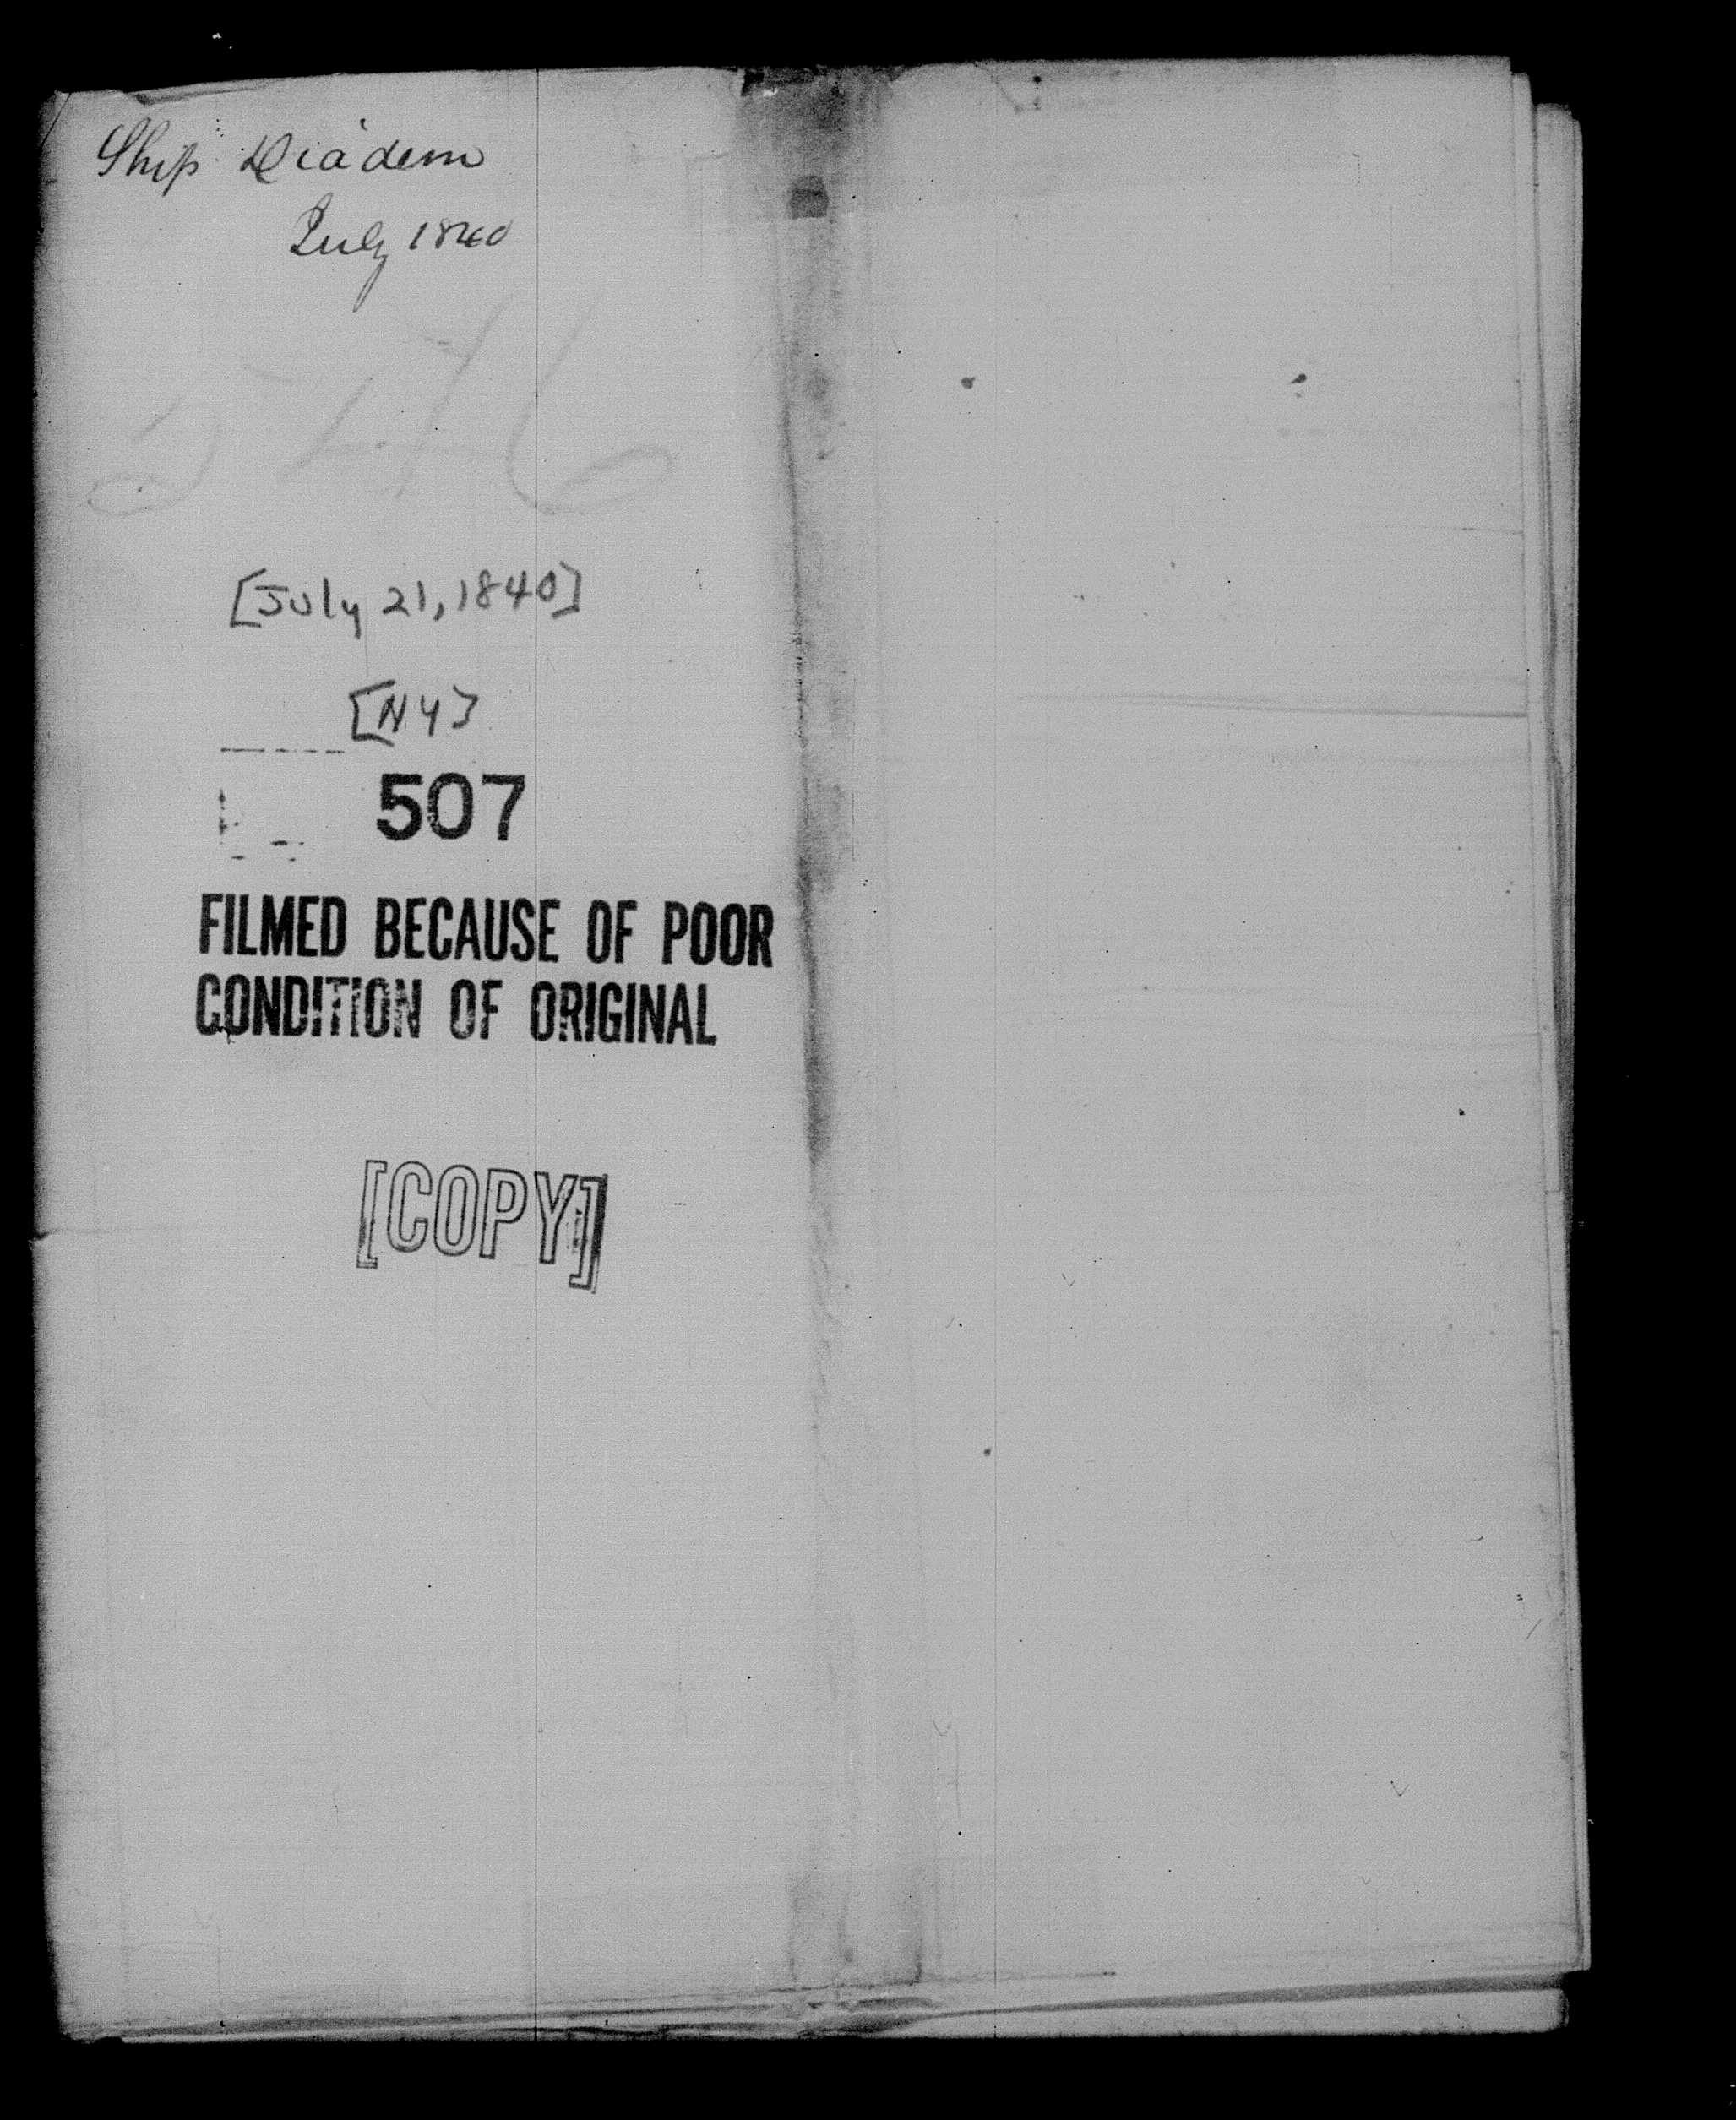 Ship Diadem
July 1840
[July 21, 1840]
[NY]
507
FILMED BECAUSE OF POOR
CONDITION OF ORIGINAL
[COPY]